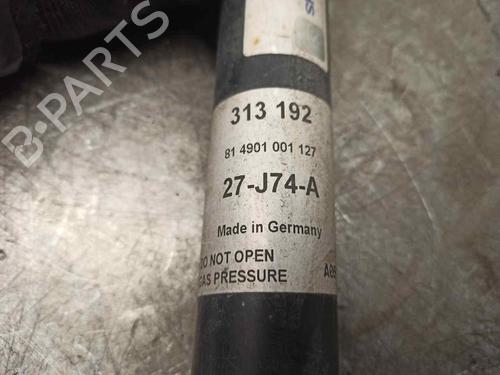 313 192
81 4901 001 127
27-J74-A
Made in Germany
DO NOT OPEN
GAS PRESSURE
B-PARTS